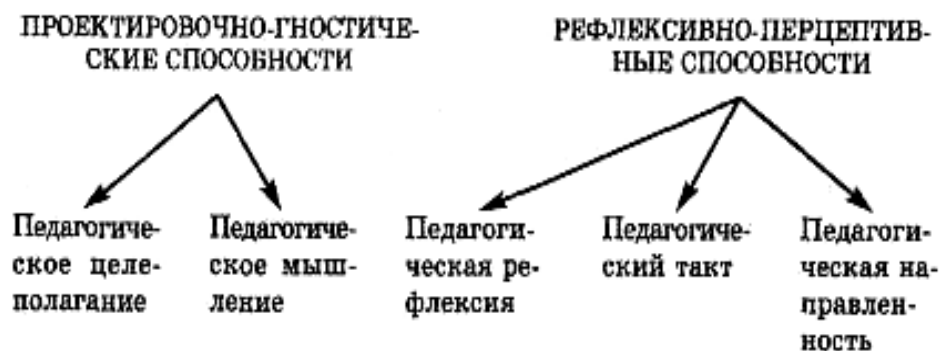 ПРОЕКТИРОВОЧНО-ГНОСТИЧЕ-
СКИЕ СПОСОБНОСТИ
РЕФЛЕКСИВНО-ПЕРЦЕПТИВ-
НЫЕ СПОСОБНОСТИ
Педагогиче-
ское целе-
полагание
Педагогиче-
ское мыш-
ление
Педагоги-
ческая ре-
флексия
Педагогиче-
ский такт
Педагоги-
ческая на-
правлен-
ность